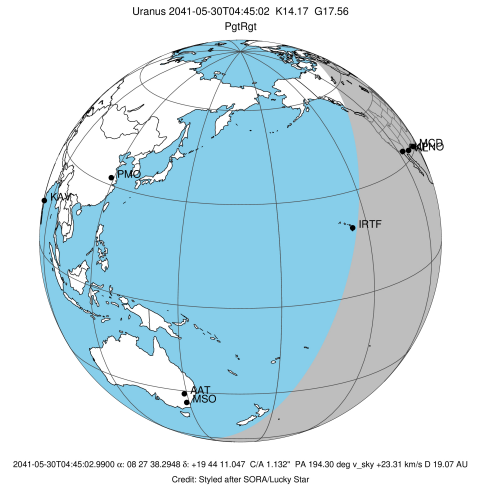 Uranus 2041-05-30T04:45:02 K14.17 G17.56
PgtRgt
MCD
KPNO
PMO
KAV
IRTF
AAT
MSO
2041-05-30T04:45:02.9900 α: 08 27 38.2948 δ: +19 44 11.047 C/A 1.132" PA 194.30 deg v_sky +23.31 km/s D 19.07 AU
Credit: Styled after SORA/Lucky Star